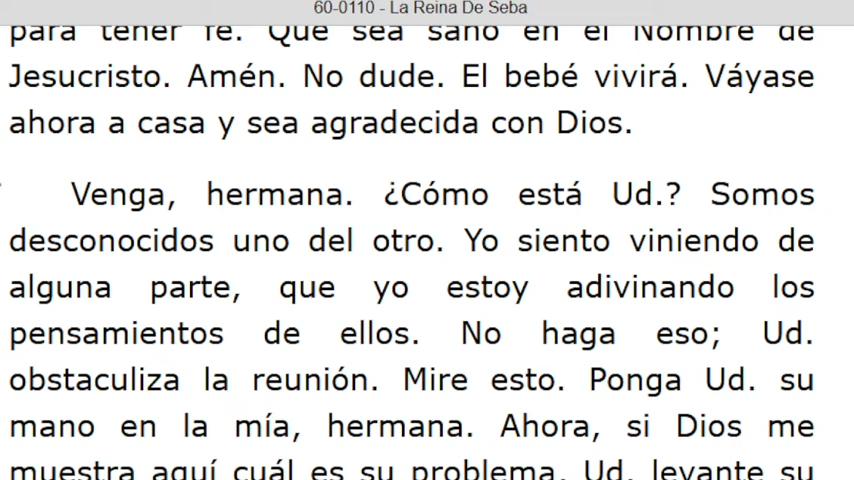 60-0110 - La Reina De Seba
para tener fe. Que sea sano en el Nombre de
Jesucristo. Amén. No dude. El bebé vivirá. Váyase
ahora a casa y sea agradecida con Dios.
Venga, hermana. ¿Cómo está Ud.? Somos
desconocidos uno del otro. Yo siento viniendo de
alguna parte, que yo estoy adivinando los
pensamientos de ellos. No haga eso; Ud.
obstaculiza la reunión. Mire esto. Ponga Ud. su
mano en la mía, hermana. Ahora, si Dios me
muestra aquí cuál es su problema, Ud. levante su